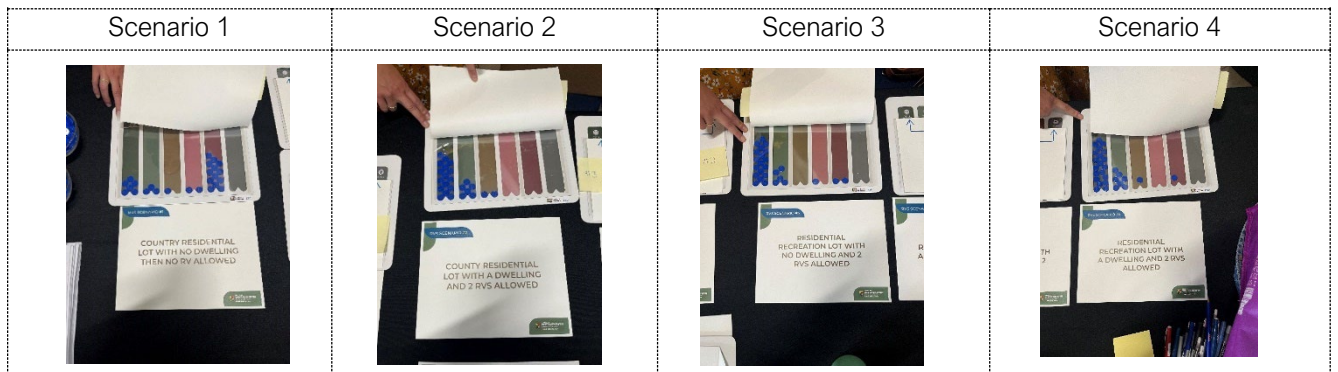 Scenario 1
Scenario 2
Scenario 3
Scenario 4
COUNTRY RESIDENTIAL
LOT WITH NO DWELLING
THEN NO RV ALLOWED
COUNTY RESIDENTIAL
LOT WITH A DWELLING
AND 2 RVS ALLOWED
RESIDENTIAL
RECREATION LOT WITH
NO DWELLING AND 2
RVS ALLOWED
RESIDENTIAL
RECREATION LOT WITH
A DWELLING AND 2 RVS
ALLOWED